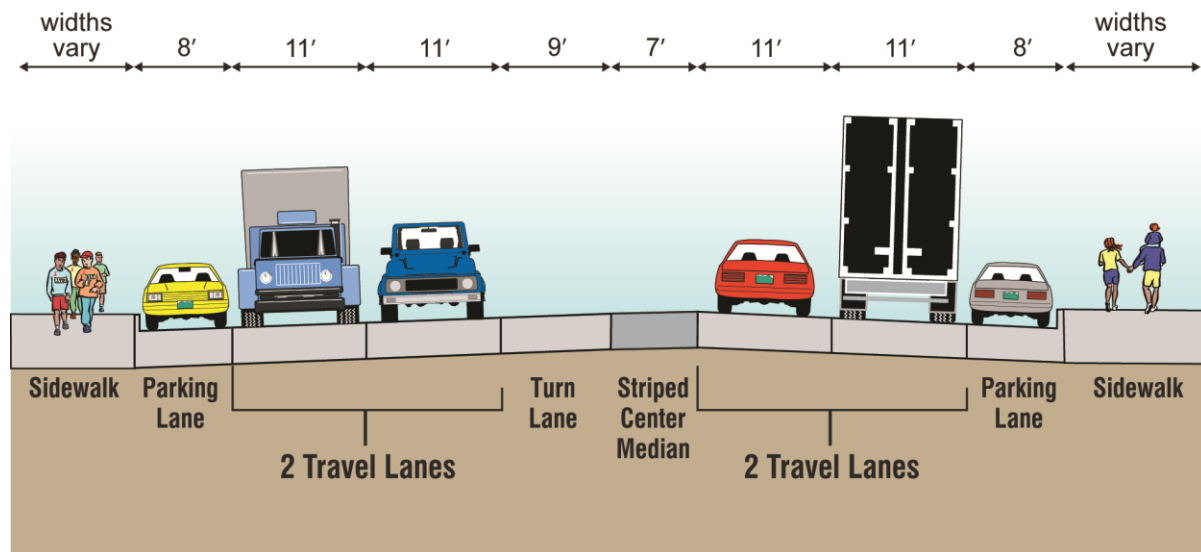 widths
vary
8′
11′
11′
9′
7′
11′
11′
8′
widths
vary
Sidewalk
Parking
Lane
2 Travel Lanes
Turn
Lane
Striped
Center
Median
2 Travel Lanes
Parking
Lane
Sidewalk